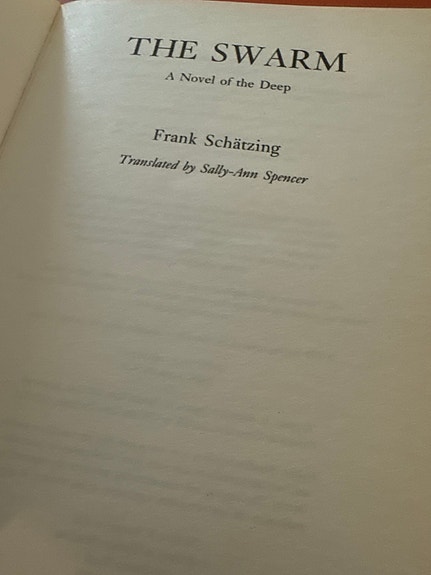 THE SWARM
A Novel of the Deep
Frank Schätzing
Translated by Sally-Ann Spencer